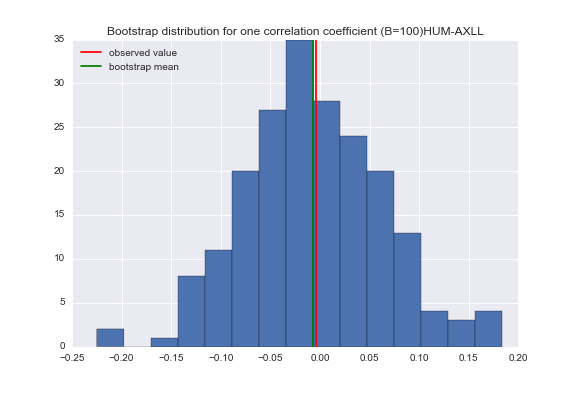 Bootstrap distribution for one correlation coefficient (B=100)HUM-AXLL
observed value
bootstrap mean
35
30
25
20
15
10
5
0
−0.25 −0.20 −0.15 −0.10 −0.05 0.00 0.05 0.10 0.15 0.20